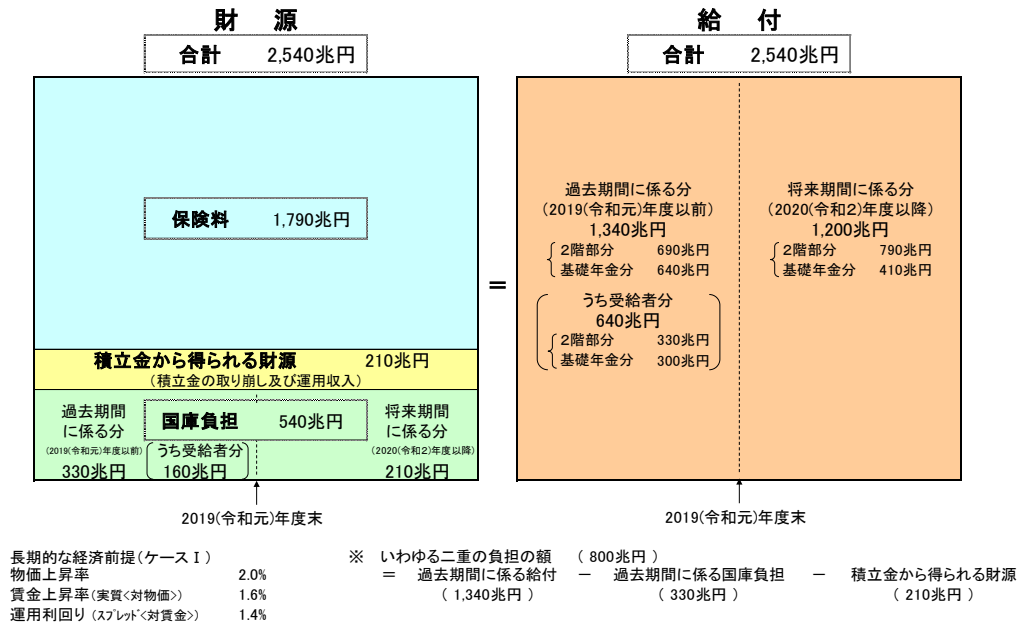 財　源
合計　2,540兆円
保険料　1,790兆円
積立金から得られる財源　210兆円
（積立金の取り崩し及び運用収入）
国庫負担　540兆円
過去期間
に係る分
(2019(令和元)年度以前)
330兆円
うち受給者分
160兆円
将来期間
に係る分
(2020(令和2)年度以降)
210兆円
2019(令和元)年度末
＝
給　付
合計　2,540兆円
過去期間に係る分
(2019(令和元)年度以前)
1,340兆円
2階部分　690兆円
基礎年金分　640兆円
うち受給者分
640兆円
2階部分　330兆円
基礎年金分　300兆円
将来期間に係る分
(2020(令和2)年度以降)
1,200兆円
2階部分　790兆円
基礎年金分　410兆円
2019(令和元)年度末
長期的な経済前提(ケースⅠ)
物価上昇率　2.0%
賃金上昇率(実質<対物価>)　1.6%
運用利回り(ｽﾌﾟﾚｯﾄﾞ<対賃金>)　1.4%
※　いわゆる二重の負担の額　（ 800兆円 ）
＝　過去期間に係る給付　－　過去期間に係る国庫負担　－　積立金から得られる財源
（ 1,340兆円 ）　（ 330兆円 ）　（ 210兆円 ）